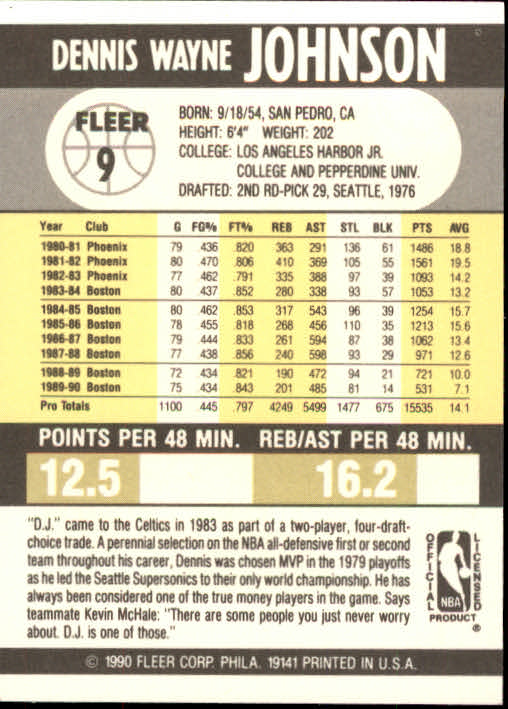 DENNIS WAYNE JOHNSON
FLEER
9
BORN: 9/18/54, SAN PEDRO, CA
HEIGHT: 6'4" WEIGHT: 202
COLLEGE: LOS ANGELES HARBOR JR.
COLLEGE AND PEPPERDINE UNIV.
DRAFTED: 2ND RD-PICK 29, SEATTLE, 1976
Year Club G FG% FT% REB AST STL BLK PTS AVG
1980-81 Phoenix 79 436 .820 363 291 136 61 1486 18.8
1981-82 Phoenix 80 470 .806 410 369 105 55 1561 19.5
1982-83 Phoenix 77 462 .791 335 388 97 39 1093 14.2
1983-84 Boston 80 437 .852 280 338 93 57 1053 13.2
1984-85 Boston 80 462 .853 317 543 96 39 1254 15.7
1985-86 Boston 78 455 .818 268 456 110 35 1213 15.6
1986-87 Boston 79 444 .833 261 594 87 38 1062 13.4
1987-88 Boston 77 438 .856 240 598 93 29 971 12.6
1988-89 Boston 72 434 .821 190 472 94 21 721 10.0
1989-90 Boston 75 434 .843 201 485 81 14 531 7.1
Pro Totals 1100 445 .797 4249 5499 1477 675 15535 14.1
POINTS PER 48 MIN. REB/AST PER 48 MIN.
12.5 16.2
"D.J." came to the Celtics in 1983 as part of a two-player, four-draft-
choice trade. A perennial selection on the NBA all-defensive first or second
team throughout his career, Dennis was chosen MVP in the 1979 playoffs
as he led the Seattle Supersonics to their only world championship. He has
always been considered one of the true money players in the game. Says
teammate Kevin McHale: "There are some people you just never worry
about. D.J. is one of those."
OFFICIAL
LICENSED
NBA
PRODUCT ®
© 1990 FLEER CORP. PHILA. 19141 PRINTED IN U.S.A.